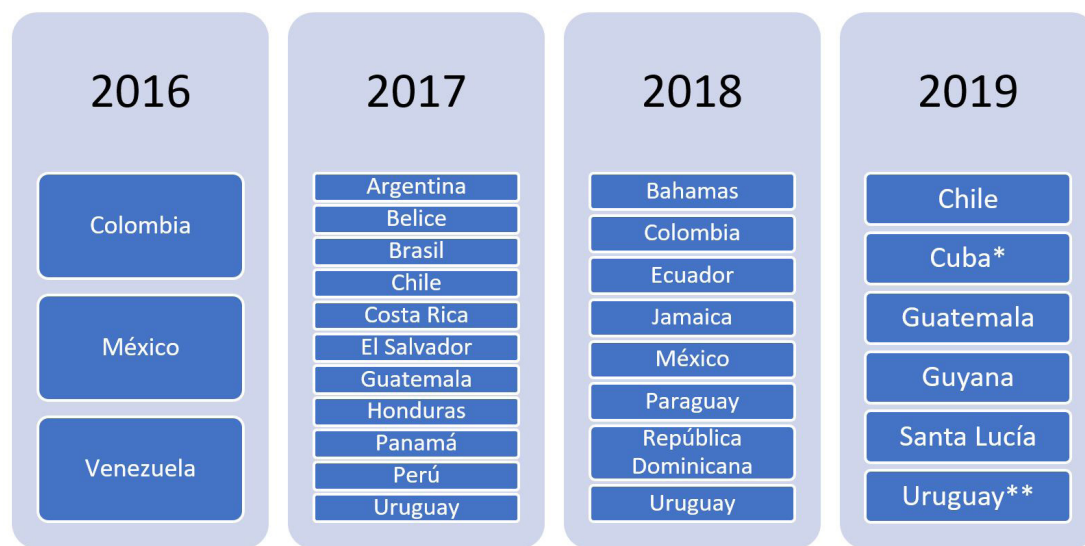 2016
Colombia
México
Venezuela
2017
Argentina
Belice
Brasil
Chile
Costa Rica
El Salvador
Guatemala
Honduras
Panamá
Perú
Uruguay
2018
Bahamas
Colombia
Ecuador
Jamaica
México
Paraguay
República
Dominicana
Uruguay
2019
Chile
Cuba*
Guatemala
Guyana
Santa Lucía
Uruguay**